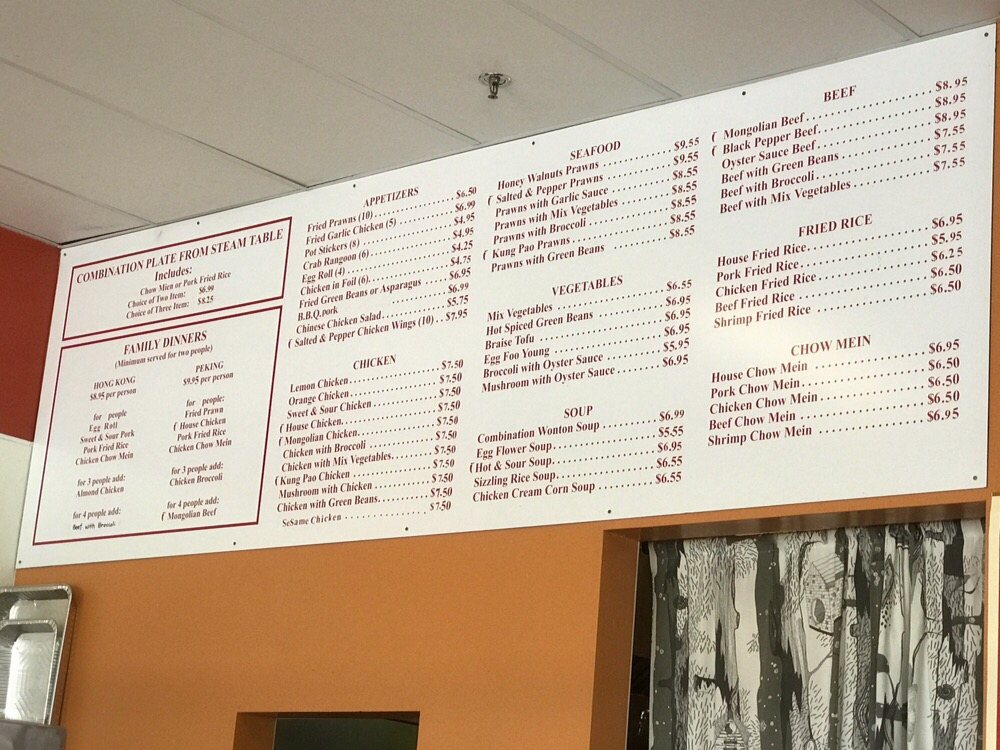 COMBINATION PLATE FROM STEAM TABLE
Includes:
Chow Mien or Pork Fried Rice
Choice of Two Item: $6.99
Choice of Three Item: $8.25
FAMILY DINNERS
(Minimum served for two people)
HONG KONG
$8.95 per person
for people
Egg Roll
Sweet & Sour Pork
Pork Fried Rice
Chicken Chow Mein
for 3 people add:
Almond Chicken
for 4 people add:
Beef with Broccoli
PEKING
$9.95 per person
for people:
Fried Prawn
House Chicken
Pork Fried Rice
Chicken Chow Mein
for 3 people add:
Chicken Broccoli
for 4 people add:
Mongolian Beef
APPETIZERS
Fried Prawns (10) $6.50
Fried Garlic Chicken (5) $6.99
Pot Stickers (8) $4.95
Crab Rangoon (6) $4.95
Egg Roll (4) $4.25
Chicken in Foil (6) $4.75
Fried Green Beans or Asparagus $6.95
B.B.Q.pork $6.99
Chinese Chicken Salad $5.75
Salted & Pepper Chicken Wings (10) $7.95
CHICKEN
Lemon Chicken $7.50
Orange Chicken $7.50
Sweet & Sour Chicken $7.50
House Chicken $7.50
Mongolian Chicken $7.50
Chicken with Broccoli $7.50
Chicken with Mix Vegetables $7.50
Kung Pao Chicken $7.50
Mushroom with Chicken $7.50
Chicken with Green Beans $7.50
SeSame Chicken $7.50
SEAFOOD
Honey Walnuts Prawns $9.55
Salted & Pepper Prawns $9.55
Prawns with Garlic Sauce $8.55
Prawns with Mix Vegetables $8.55
Prawns with Broccoli $8.55
Kung Pao Prawns $8.55
Prawns with Green Beans $8.55
VEGETABLES
Mix Vegetables $6.55
Hot Spiced Green Beans $6.95
Braise Tofu $6.95
Egg Foo Young $6.95
Broccoli with Oyster Sauce $5.95
Mushroom with Oyster Sauce $6.95
SOUP
Combination Wonton Soup $6.99
Egg Flower Soup $5.55
Hot & Sour Soup $6.95
Sizzling Rice Soup $6.55
Chicken Cream Corn Soup $6.55
BEEF
Mongolian Beef $8.95
Black Pepper Beef $8.95
Oyster Sauce Beef $8.95
Beef with Green Beans $7.55
Beef with Broccoli $7.55
Beef with Mix Vegetables $7.55
FRIED RICE
House Fried Rice $6.95
Pork Fried Rice $5.95
Chicken Fried Rice $6.25
Beef Fried Rice $6.50
Shrimp Fried Rice $6.50
CHOW MEIN
House Chow Mein $6.95
Pork Chow Mein $6.50
Chicken Chow Mein $6.50
Beef Chow Mein $6.50
Shrimp Chow Mein $6.95